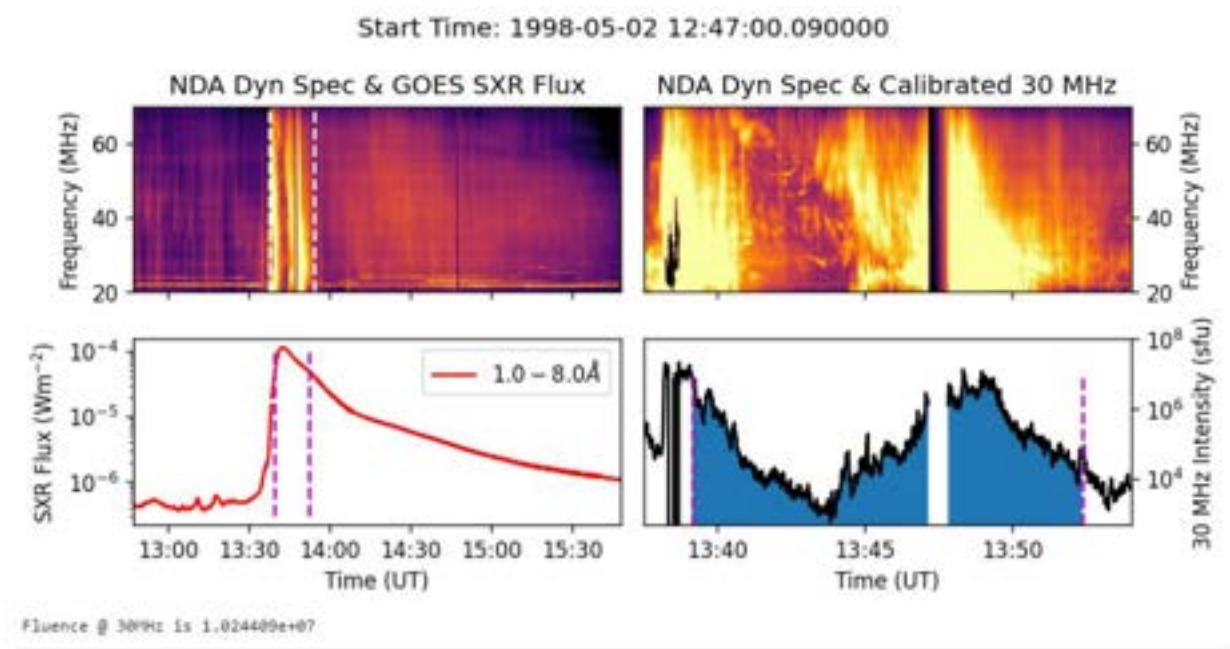 Start Time: 1998-05-02 12:47:00.090000
NDA Dyn Spec & GOES SXR Flux
NDA Dyn Spec & Calibrated 30 MHz
Frequency (MHz)
60
40
20
60
40
20
Frequency (MHz)
SXR Flux (Wm⁻²)
10⁻⁴
10⁻⁵
10⁻⁶
1.0 − 8.0Å
13:00 13:30 14:00 14:30 15:00 15:30
Time (UT)
10⁸
10⁶
10⁴
30 MHz Intensity (sfu)
13:40 13:45 13:50
Time (UT)
Fluence @ 30MHz is 1.024409e+07